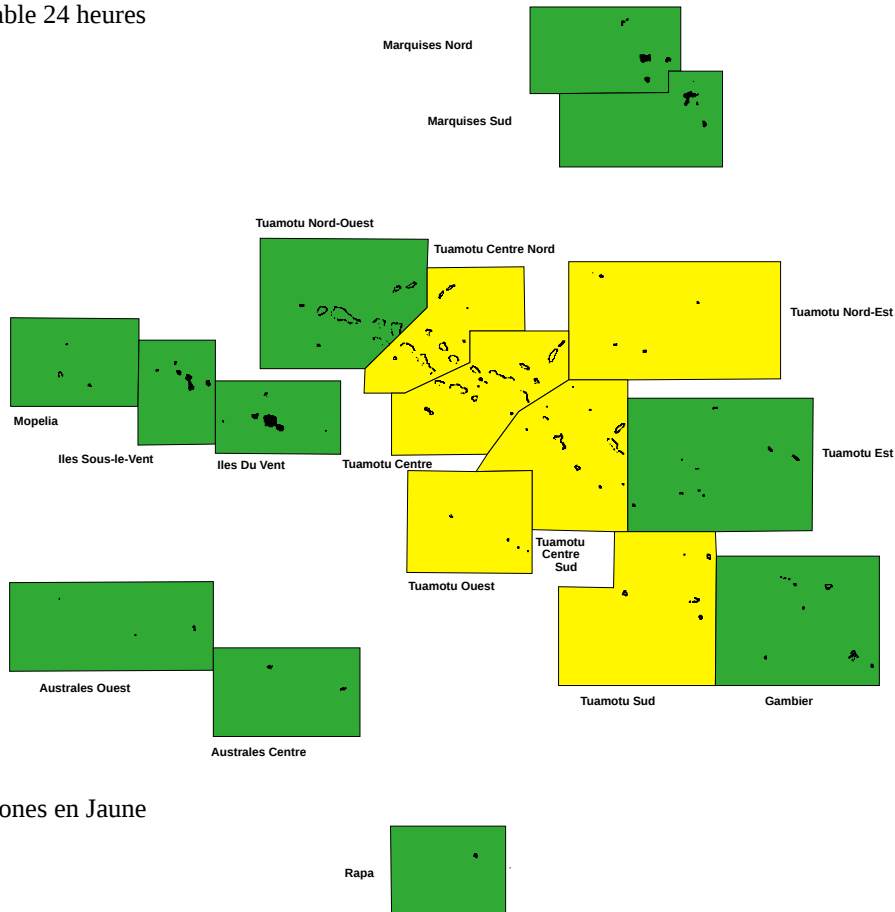 able 24 heures
Marquises Nord
Marquises Sud
Tuamotu Nord-Ouest
Tuamotu Centre Nord
Tuamotu Nord-Est
Mopelia
Iles Sous-le-Vent
Iles Du Vent
Tuamotu Centre
Tuamotu Est
Tuamotu
Centre
Sud
Tuamotu Ouest
Australes Ouest
Tuamotu Sud
Gambier
Australes Centre
ones en Jaune
Rapa